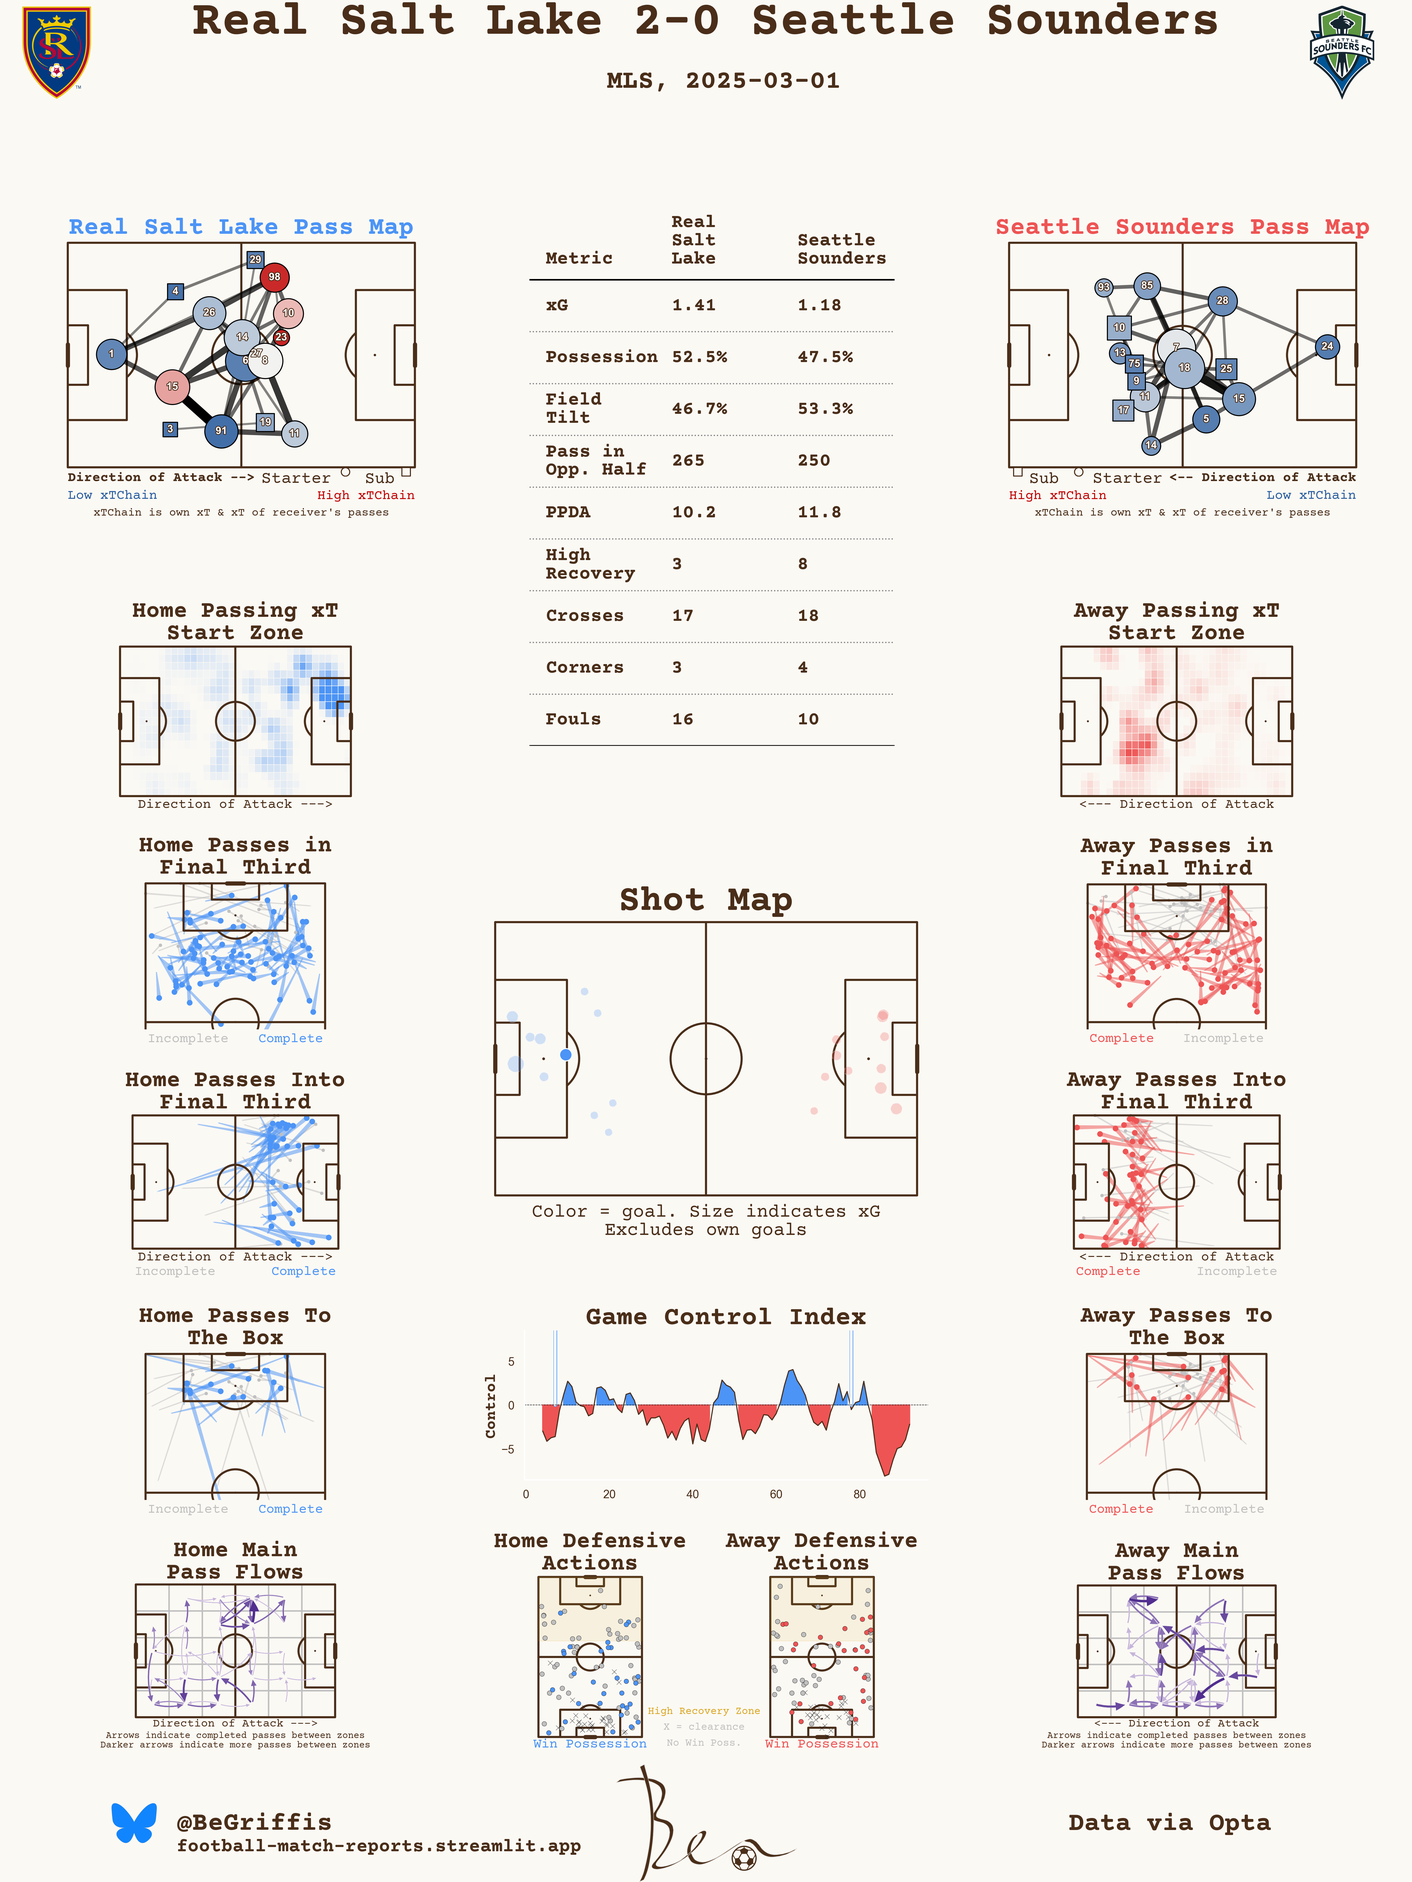 Real Salt Lake 2-0 Seattle Sounders
MLS, 2025-03-01
SEATTLE
SOUNDERS FC
Real Salt Lake Pass Map
29
98
4
26
10
14
23
1
27
6
8
15
3
91
19
11
Direction of Attack --> Starter Sub
Low xTChain High xTChain
xTChain is own xT & xT of receiver's passes
Metric Real Salt Lake Seattle Sounders
xG 1.41 1.18
Possession 52.5% 47.5%
Field Tilt 46.7% 53.3%
Pass in Opp. Half 265 250
PPDA 10.2 11.8
High Recovery 3 8
Crosses 17 18
Corners 3 4
Fouls 16 10
Seattle Sounders Pass Map
93
85
28
10
7
24
13
75
18
25
9
11
15
17
5
14
Sub Starter <-- Direction of Attack
High xTChain Low xTChain
xTChain is own xT & xT of receiver's passes
Home Passing xT
Start Zone
Direction of Attack --->
Away Passing xT
Start Zone
<--- Direction of Attack
Home Passes in
Final Third
Incomplete Complete
Away Passes in
Final Third
Complete Incomplete
Shot Map
Color = goal. Size indicates xG
Excludes own goals
Home Passes Into
Final Third
Direction of Attack --->
Incomplete Complete
Away Passes Into
Final Third
<--- Direction of Attack
Complete Incomplete
Home Passes To
The Box
Incomplete Complete
Game Control Index
Control
5
0
−5
0 20 40 60 80
Away Passes To
The Box
Complete Incomplete
Home Main
Pass Flows
Direction of Attack --->
Arrows indicate completed passes between zones
Darker arrows indicate more passes between zones
Home Defensive
Actions
Win Possession
Away Defensive
Actions
Win Possession
High Recovery Zone
X = clearance
No Win Poss.
Away Main
Pass Flows
<--- Direction of Attack
Arrows indicate completed passes between zones
Darker arrows indicate more passes between zones
@BeGriffis
football-match-reports.streamlit.app
Ben
Data via Opta